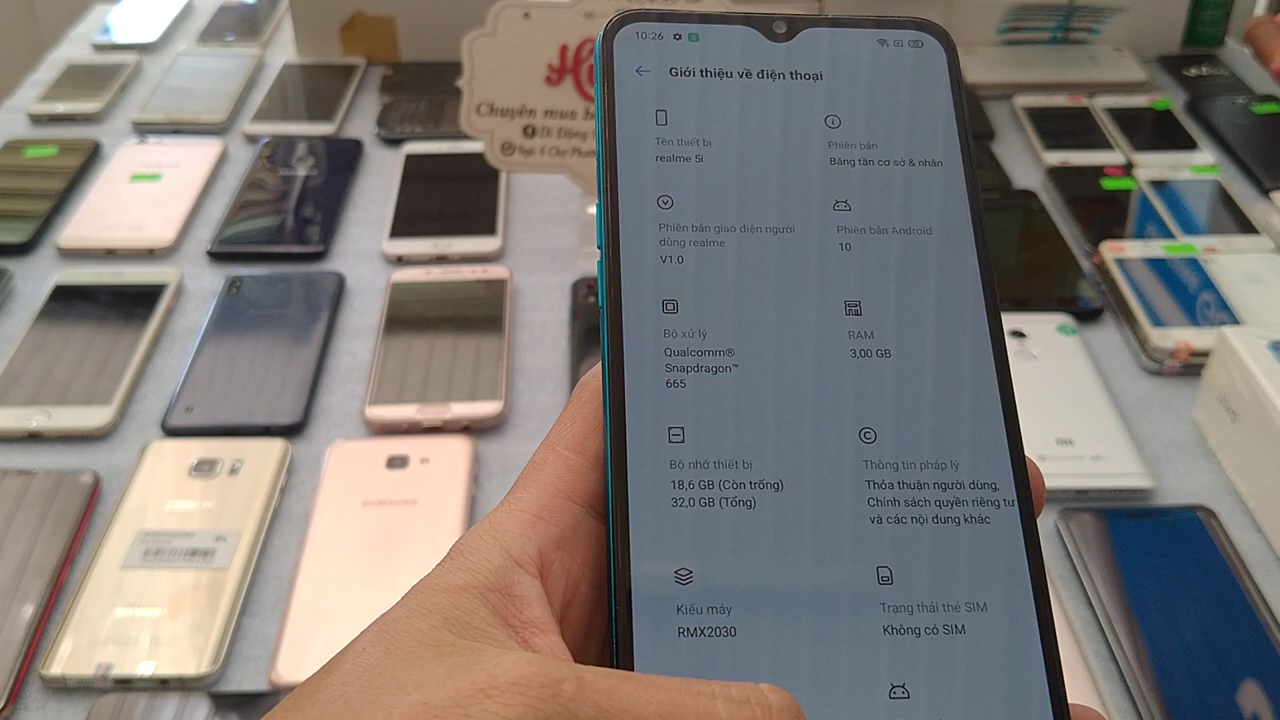 10:26
Giới thiệu về điện thoại
Tên thiết bị
realme 5i
Phiên bản
Băng tần cơ sở & nhân
Phiên bản giao diện người
dùng realme
V1.0
Phiên bản Android
10
Bộ xử lý
Qualcomm®
Snapdragon™
665
RAM
3,00 GB
Bộ nhớ thiết bị
18,6 GB (Còn trống)
32,0 GB (Tổng)
Thông tin pháp lý
Thỏa thuận người dùng,
Chính sách quyền riêng tư
và các nội dung khác
Kiểu máy
RMX2030
Trạng thái thẻ SIM
Không có SIM
Chuyên mua
Di Động
SAMSUNG